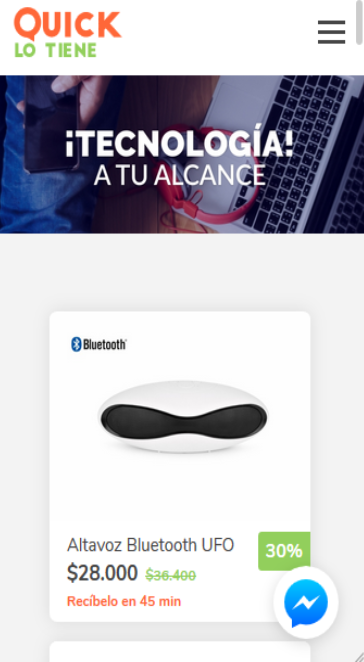 QUICK
LO TIENE
¡TECNOLOGÍA!
A TU ALCANCE
Bluetooth
Altavoz Bluetooth UFO
30%
$28.000 $36.400
Recíbelo en 45 min